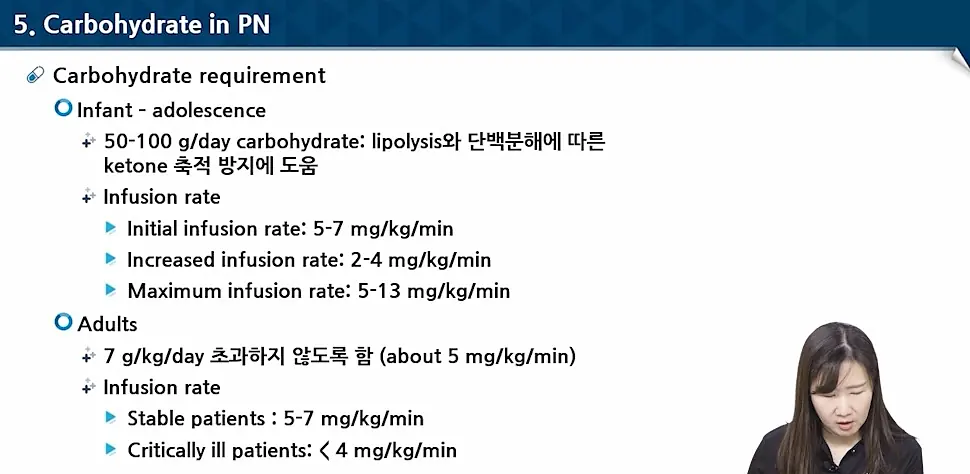 5. Carbohydrate in PN
Carbohydrate requirement
Infant - adolescence
50-100 g/day carbohydrate: lipolysis와 단백분해에 따른
ketone 축적 방지에 도움
Infusion rate
Initial infusion rate: 5-7 mg/kg/min
Increased infusion rate: 2-4 mg/kg/min
Maximum infusion rate: 5-13 mg/kg/min
Adults
7 g/kg/day 초과하지 않도록 함 (about 5 mg/kg/min)
Infusion rate
Stable patients : 5-7 mg/kg/min
Critically ill patients: < 4 mg/kg/min